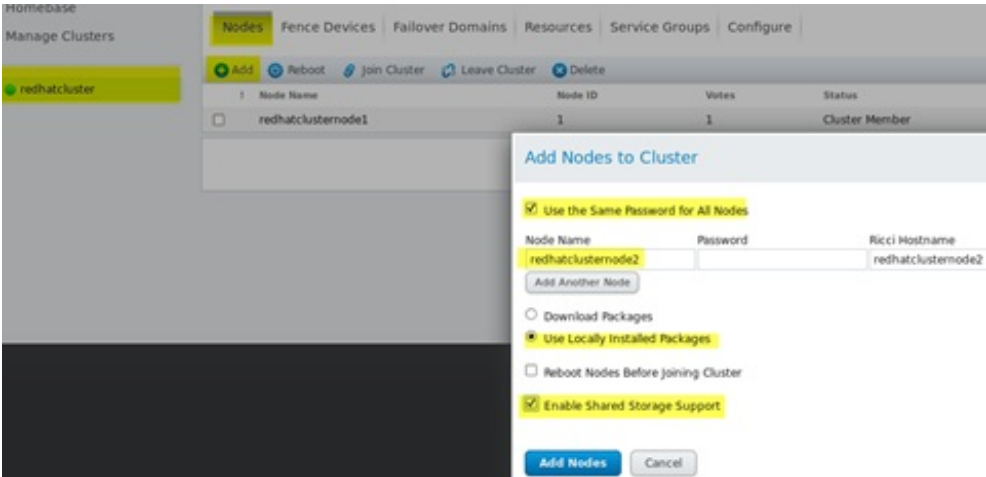 Homebase
Manage Clusters
redhatcluster
Nodes Fence Devices Failover Domains Resources Service Groups Configure
Add Reboot Join Cluster Leave Cluster Delete
! Node Name Node ID Votes Status
redhatclusternode1 1 1 Cluster Member
Add Nodes to Cluster
Use the Same Password for All Nodes
Node Name Password Ricci Hostname
redhatclusternode2 redhatclusternode2
Add Another Node
Download Packages
Use Locally Installed Packages
Reboot Nodes Before Joining Cluster
Enable Shared Storage Support
Add Nodes Cancel